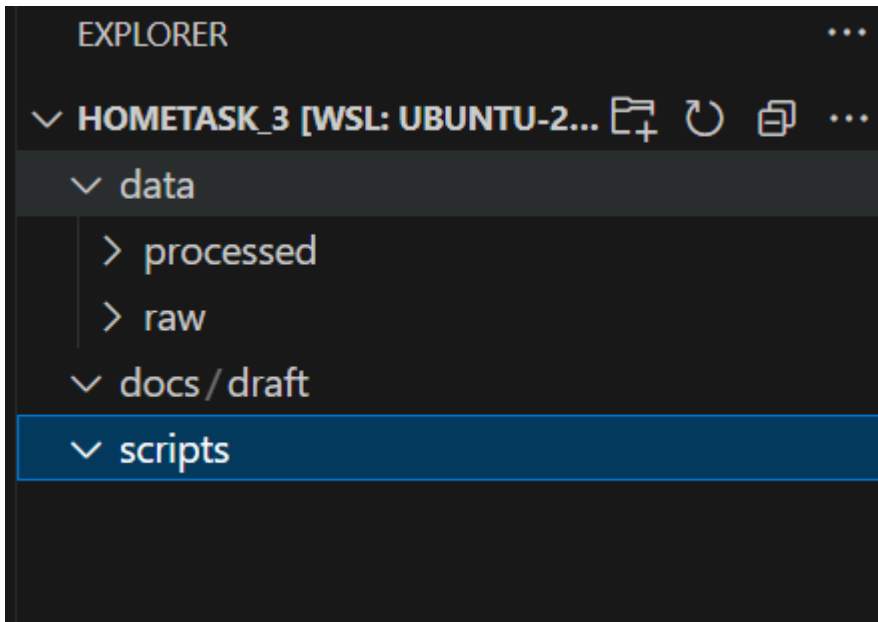 EXPLORER ...
HOMETASK_3 [WSL: UBUNTU-2... ...
data
processed
raw
docs/draft
scripts